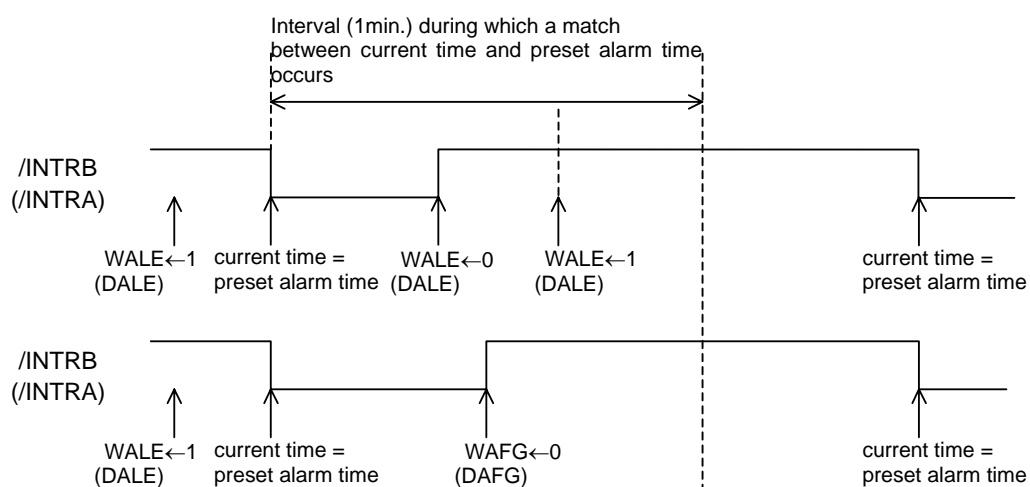 Interval (1min.) during which a match
between current time and preset alarm time
occurs
/INTRB
(/INTRA)
WALE←1
(DALE)
current time =
preset alarm time
WALE←0
(DALE)
WALE←1
(DALE)
current time =
preset alarm time
/INTRB
(/INTRA)
WALE←1
(DALE)
current time =
preset alarm time
WAFG←0
(DAFG)
current time =
preset alarm time